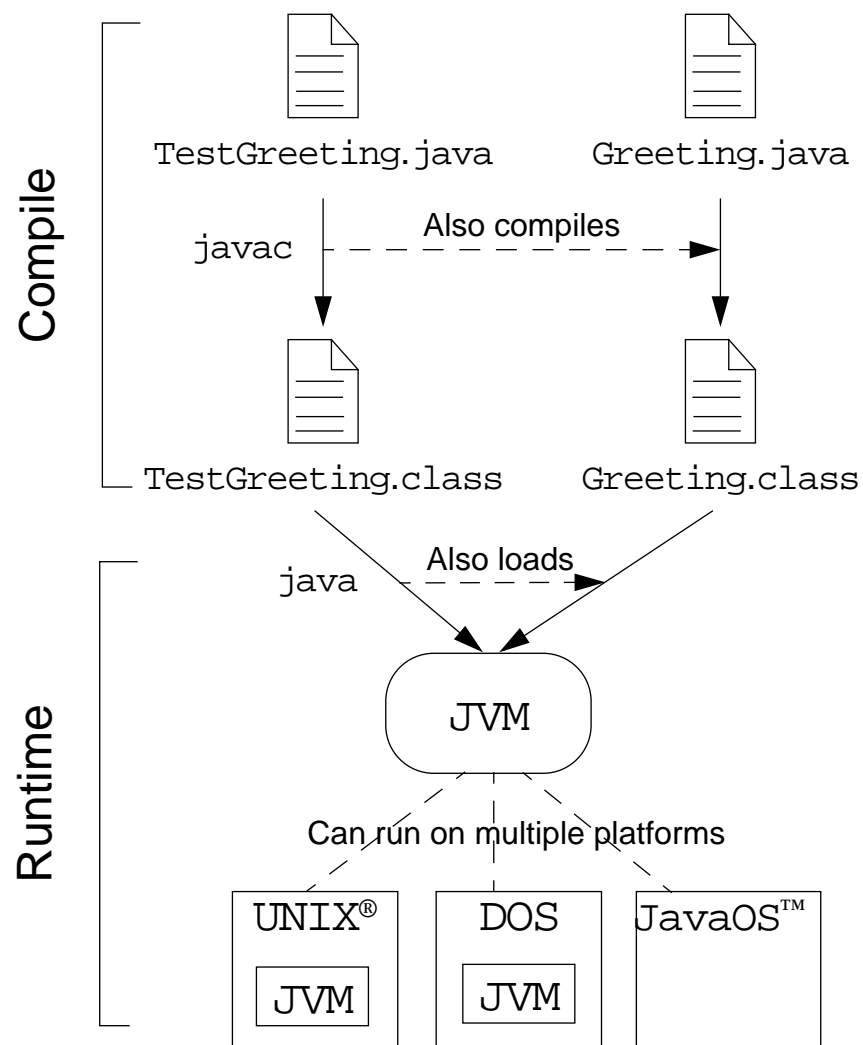 Compile
TestGreeting.java
Greeting.java
javac
Also compiles
TestGreeting.class
Greeting.class
Runtime
java
Also loads
JVM
Can run on multiple platforms
UNIX®
DOS
JavaOS™
JVM
JVM